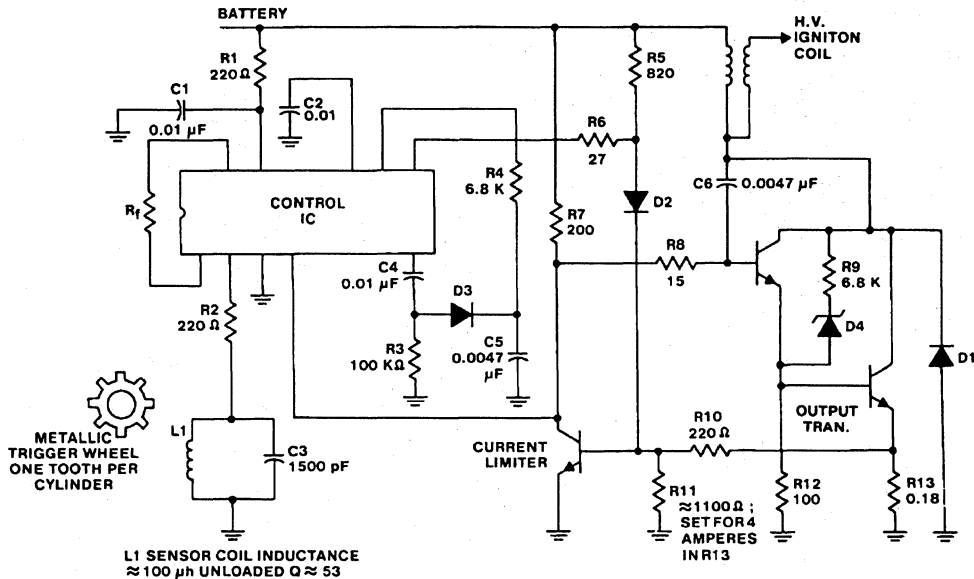 BATTERY
H.V.
IGNITON
COIL
R1
220 Ω
C1
0.01 µF
C2
0.01
R5
820
R6
27
R4
6.8 K
C6
0.0047 µF
Rf
CONTROL
IC
D2
R7
200
R8
15
R9
6.8 K
C4
0.01
µF
D3
R2
220 Ω
D4
D1
R3
100 KΩ
C5
0.0047
µF
METALLIC
TRIGGER WHEEL
ONE TOOTH PER
CYLINDER
L1
C3
1500 pF
CURRENT
LIMITER
R10
220 Ω
OUTPUT
TRAN.
R11
≈1100 Ω ;
SET FOR 4
AMPERES
IN R13
R12
100
R13
0.18
L1 SENSOR COIL INDUCTANCE
≈ 100 µh UNLOADED Q ≈ 53